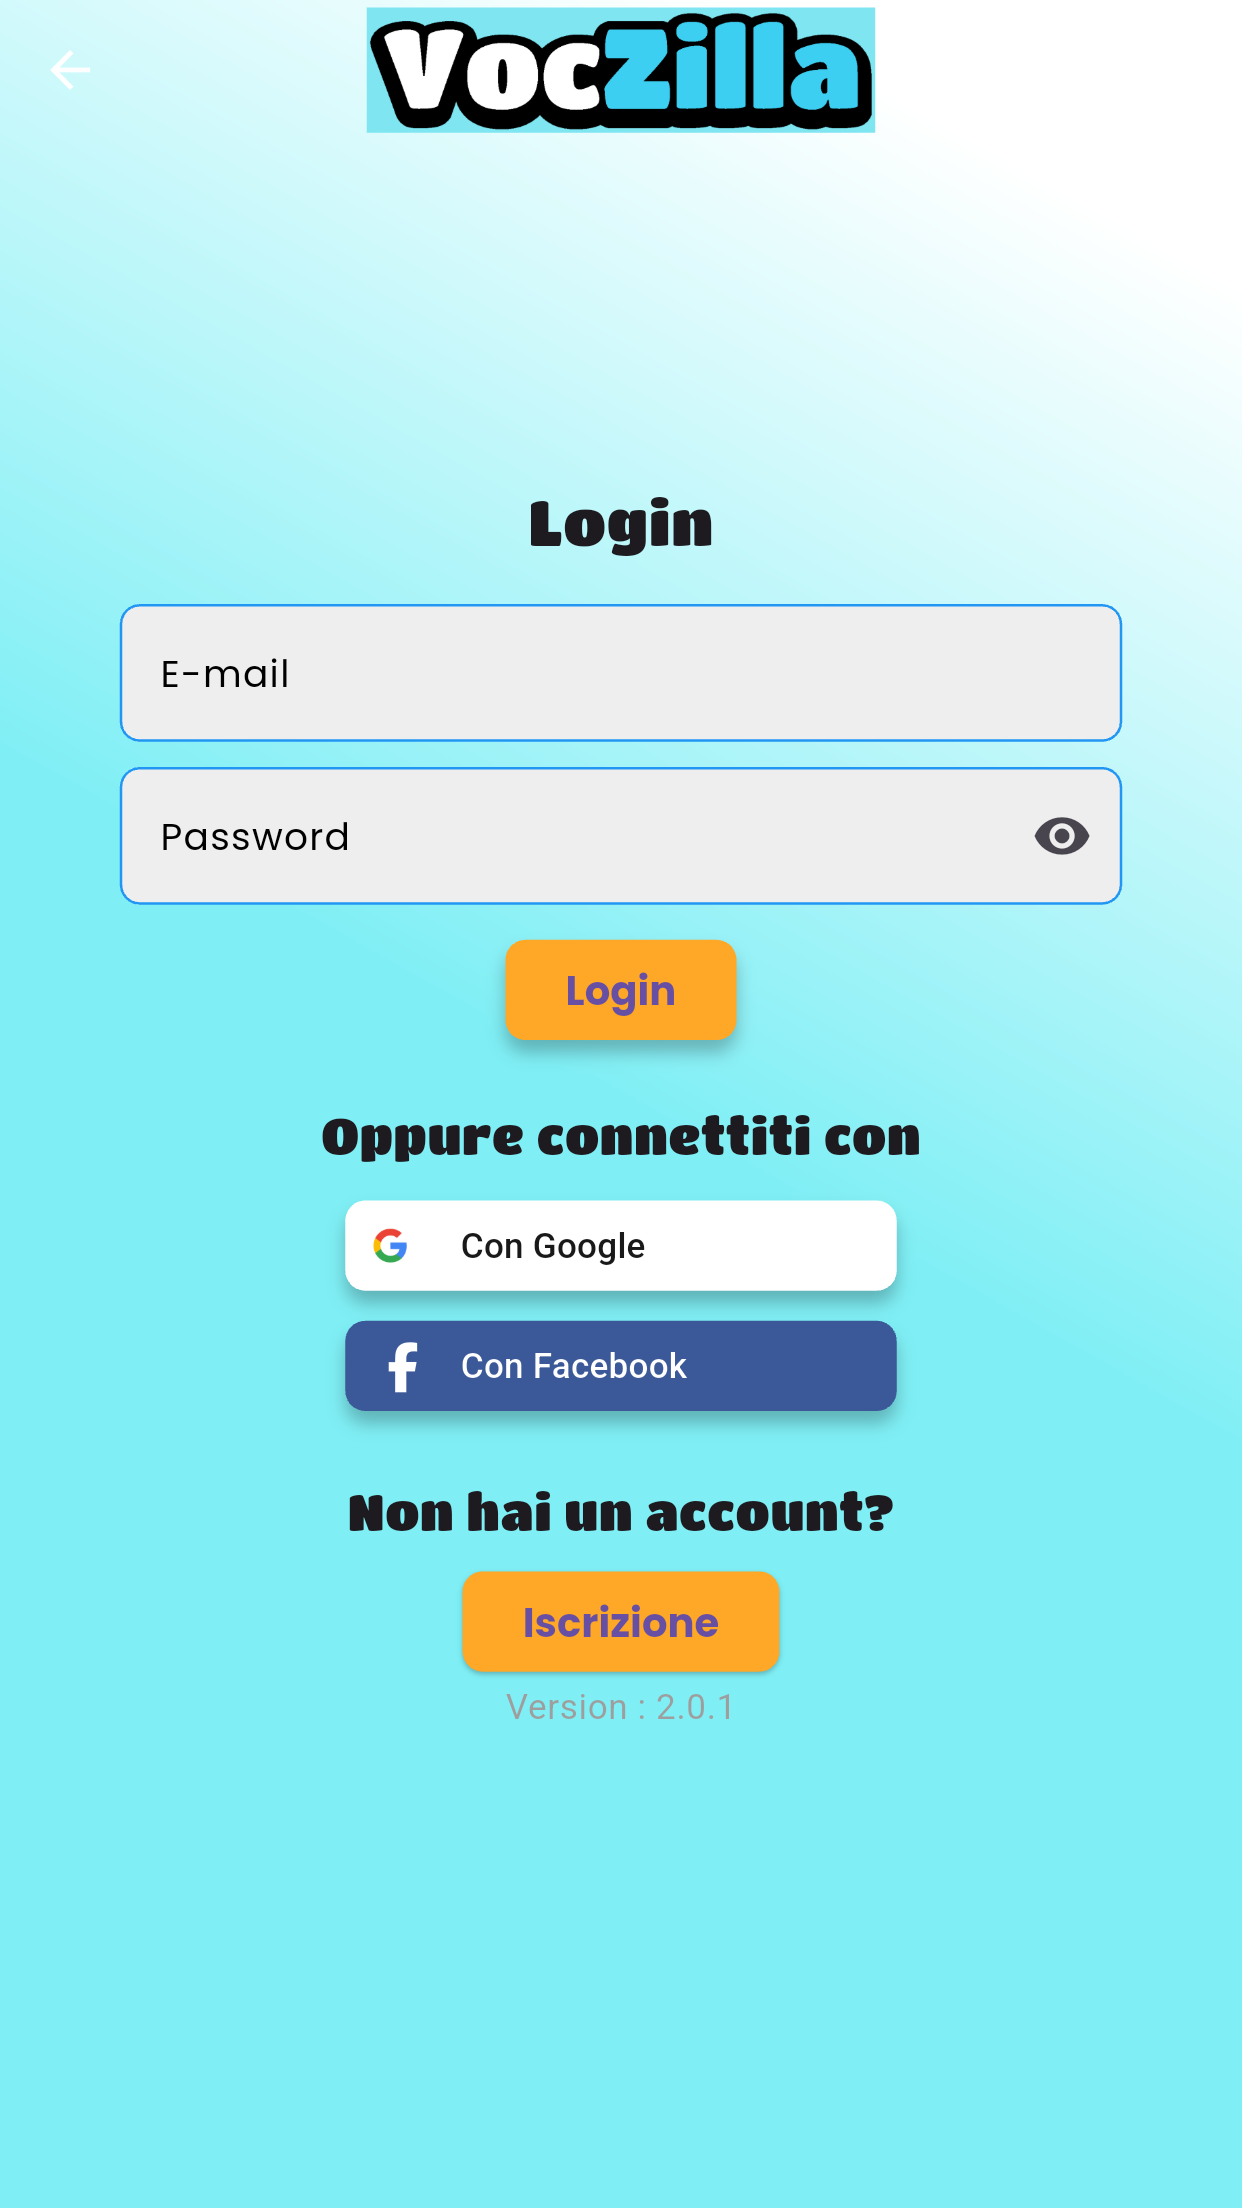 VocZilla
Login
E-mail
Password
Login
Oppure connettiti con
Con Google
Con Facebook
Non hai un account?
Iscrizione
Version : 2.0.1